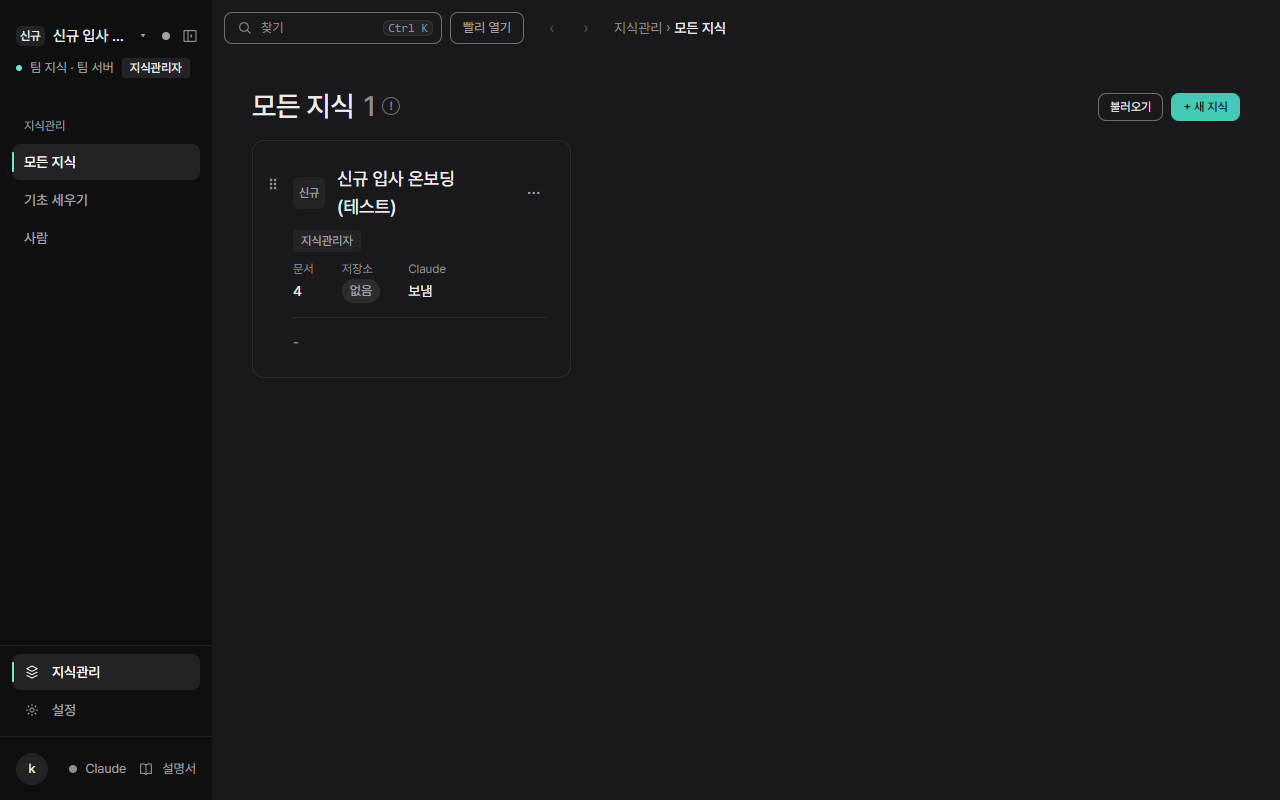 신규 신규 입사 ...
팀 지식 · 팀 서버 지식관리자
지식관리
모든 지식
기초 세우기
사람
지식관리
설정
k Claude 설명서
찾기 Ctrl K 빨리 열기 ‹ › 지식관리 › 모든 지식
모든 지식 1 !
불러오기 + 새 지식
신규 신규 입사 온보딩
(테스트)
...
지식관리자
문서 저장소 Claude
4 없음 보냄
-